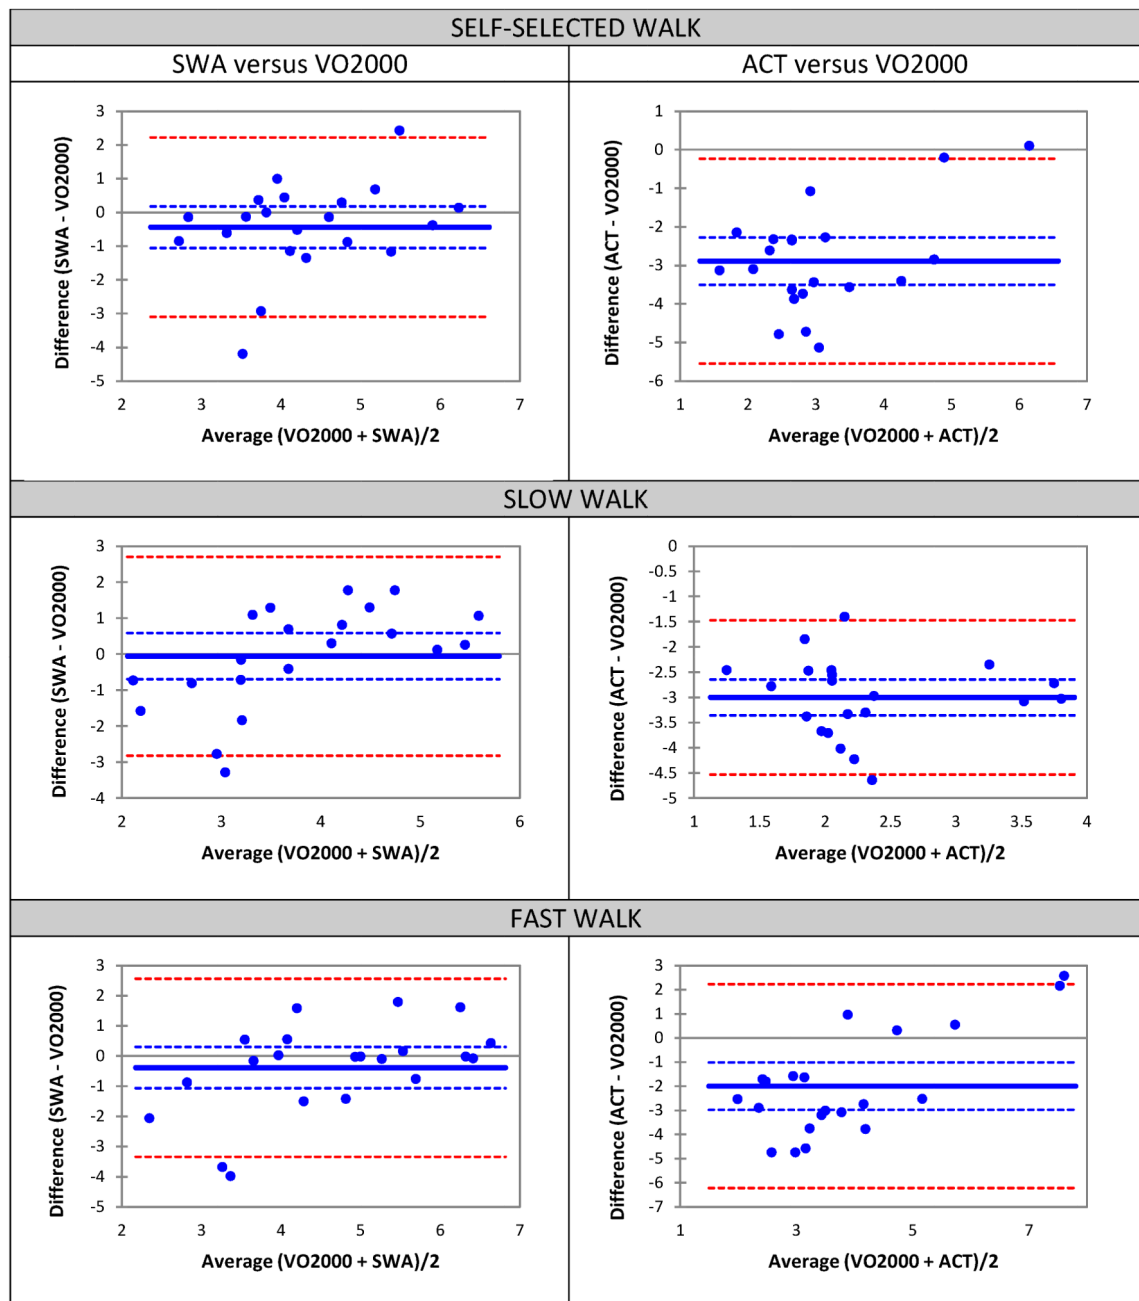 SELF-SELECTED WALK
SWA versus VO2000
ACT versus VO2000
Difference (SWA - VO2000)
3
2
1
0
-1
-2
-3
-4
-5
2 3 4 5 6 7
Average (VO2000 + SWA)/2
Difference (ACT - VO2000)
1
0
-1
-2
-3
-4
-5
-6
1 2 3 4 5 6 7
Average (VO2000 + ACT)/2
SLOW WALK
Difference (SWA - VO2000)
3
2
1
0
-1
-2
-3
-4
2 3 4 5 6
Average (VO2000 + SWA)/2
Difference (ACT - VO2000)
0
-0.5
-1
-1.5
-2
-2.5
-3
-3.5
-4
-4.5
-5
1 1.5 2 2.5 3 3.5 4
Average (VO2000 + ACT)/2
FAST WALK
Difference (SWA - VO2000)
3
2
1
0
-1
-2
-3
-4
-5
2 3 4 5 6 7
Average (VO2000 + SWA)/2
Difference (ACT - VO2000)
3
2
1
0
-1
-2
-3
-4
-5
-6
-7
1 3 5 7
Average (VO2000 + ACT)/2